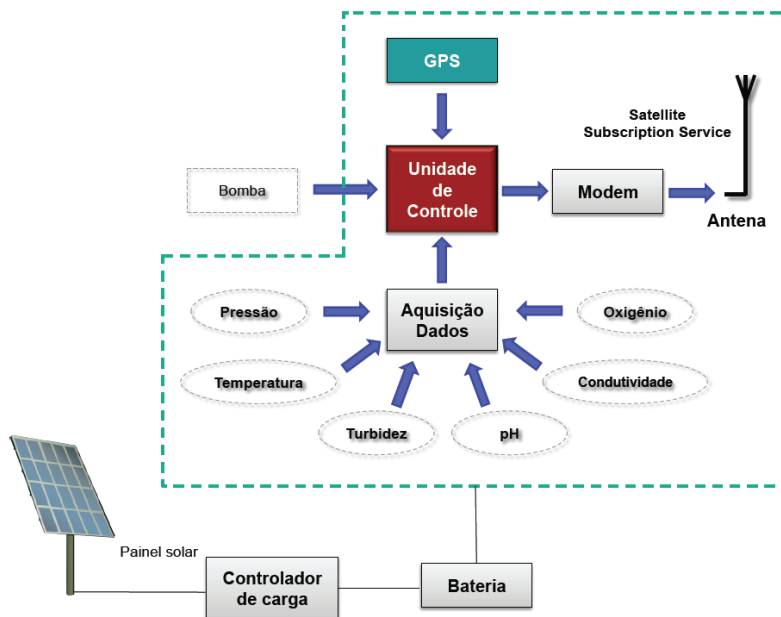 GPS
Satellite
Subscription Service
Bomba
Unidade
de
Controle
Modem
Antena
Pressão
Aquisição
Dados
Oxigênio
Temperatura
Condutividade
Turbidez
pH
Painel solar
Controlador
de carga
Bateria